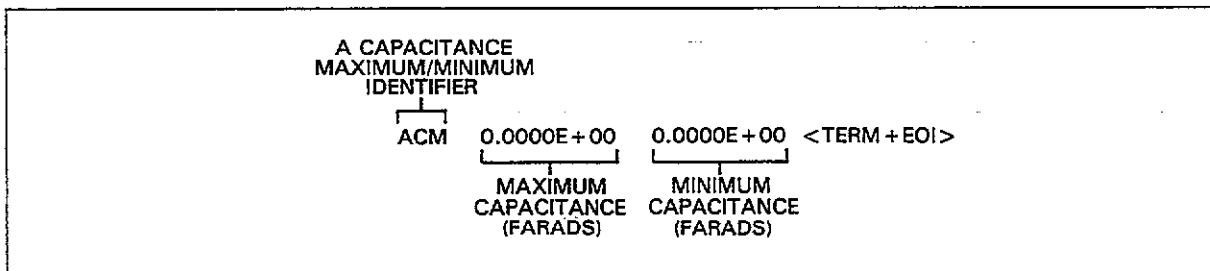 A CAPACITANCE
MAXIMUM/MINIMUM
IDENTIFIER
ACM 0.0000E+00 0.0000E+00 <TERM+EOI>
MAXIMUM MINIMUM
CAPACITANCE CAPACITANCE
(FARADS) (FARADS)